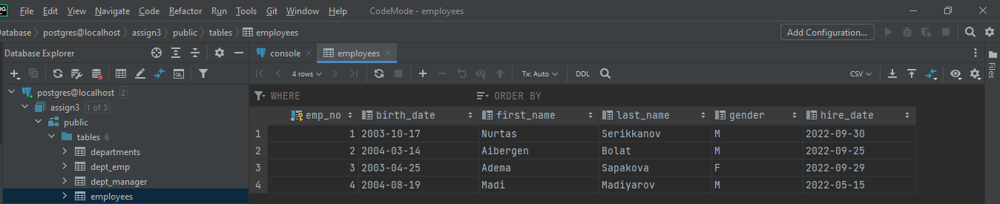 DG File Edit View Navigate Code Refactor Run Tools Git Window Help CodeMode - employees
Database postgres@localhost assign3 public tables employees Add Configuration...
Database Explorer console employees
4 rows Tx: Auto DDL CSV
postgres@localhost 2 WHERE ORDER BY
assign3 1 of 3 emp_no birth_date first_name last_name gender hire_date
public 1 1 2003-10-17 Nurtas Serikkanov M 2022-09-30
tables 6 2 2 2004-03-14 Aibergen Bolat M 2022-09-25
departments
dept_emp 3 3 2003-04-25 Adema Sapakova F 2022-09-29
dept_manager 4 4 2004-08-19 Madi Madiyarov M 2022-05-15
employees
Files